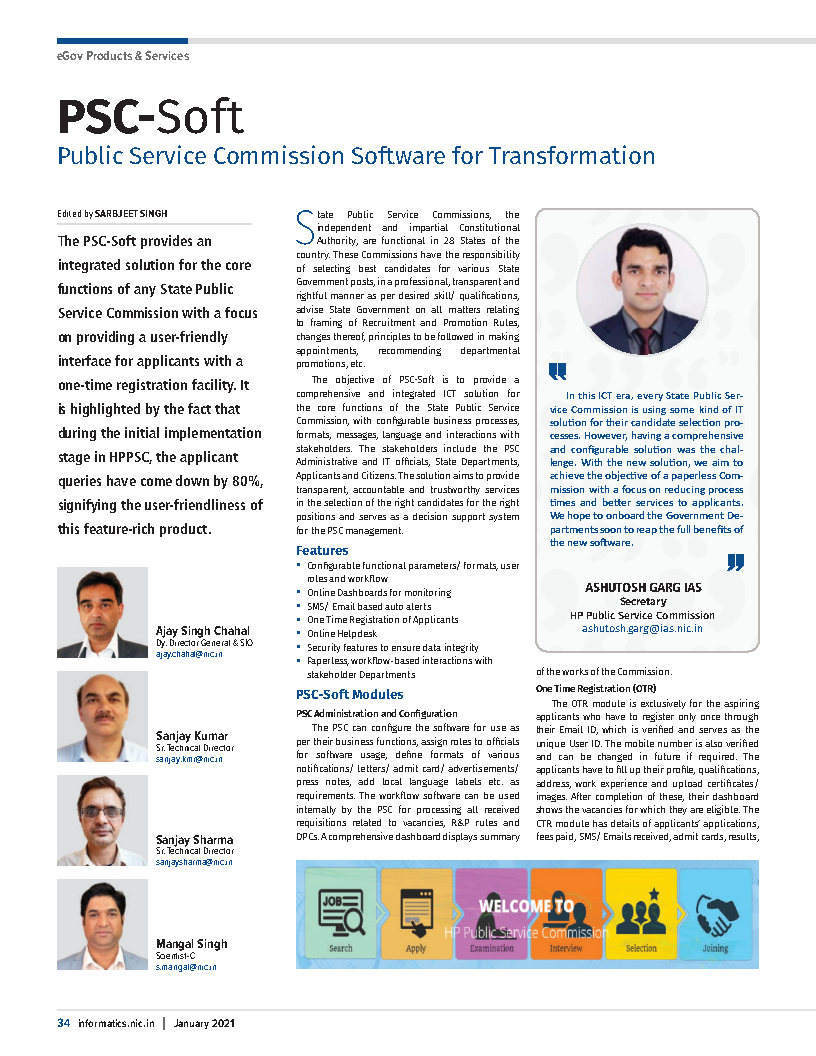 eGov Products & Services
PSC-Soft
Public Service Commission Software for Transformation
Edited by SARBJEET SINGH
The PSC-Soft provides an
integrated solution for the core
functions of any State Public
Service Commission with a focus
on providing a user-friendly
interface for applicants with a
one-time registration facility. It
is highlighted by the fact that
during the initial implementation
stage in HPPSC, the applicant
queries have come down by 80%,
signifying the user-friendliness of
this feature-rich product.
Ajay Singh Chahal
Dy. Director General & SIO
ajay.chahal@nic.in
Sanjay Kumar
Sr. Technical Director
sanjay.kmr@nic.in
Sanjay Sharma
Sr. Technical Director
sanjaysharma@nic.in
Mangal Singh
Scientist-C
s.mangal@nic.in
State Public Service Commissions, the
independent and impartial Constitutional
Authority, are functional in 28 States of the
country. These Commissions have the responsibility
of selecting best candidates for various State
Government posts, in a professional, transparent and
rightful manner as per desired skill/ qualifications,
advise State Government on all matters relating
to framing of Recruitment and Promotion Rules,
changes thereof, principles to be followed in making
appointments, recommending departmental
promotions, etc.
The objective of PSC-Soft is to provide a
comprehensive and integrated ICT solution for
the core functions of the State Public Service
Commission, with configurable business processes,
formats, messages, language and interactions with
stakeholders. The stakeholders include the PSC
Administrative and IT officials, State Departments,
Applicants and Citizens. The solution aims to provide
transparent, accountable and trustworthy services
in the selection of the right candidates for the right
positions and serves as a decision support system
for the PSC management.
Features
• Configurable functional parameters/ formats, user
roles and workflow
• Online Dashboards for monitoring
• SMS/ Email based auto alerts
• One Time Registration of Applicants
• Online Helpdesk
• Security features to ensure data integrity
• Paperless, workflow-based interactions with
stakeholder Departments
PSC-Soft Modules
PSC Administration and Configuration
The PSC can configure the software for use as
per their business functions, assign roles to officials
for software usage, define formats of various
notifications/ letters/ admit card/ advertisements/
press notes, add local language labels etc. as
requirements. The workflow software can be used
internally by the PSC for processing all received
requisitions related to vacancies, R&P rules and
DPCs. A comprehensive dashboard displays summary
In this ICT era, every State Public Ser-
vice Commission is using some kind of IT
solution for their candidate selection pro-
cesses. However, having a comprehensive
and configurable solution was the chal-
lenge. With the new solution, we aim to
achieve the objective of a paperless Com-
mission with a focus on reducing process
times and better services to applicants.
We hope to onboard the Government De-
partments soon to reap the full benefits of
the new software.
ASHUTOSH GARG IAS
Secretary
HP Public Service Commission
ashutosh.garg@ias.nic.in
of the works of the Commission.
One Time Registration (OTR)
The OTR module is exclusively for the aspiring
applicants who have to register only once through
their Email ID, which is verified and serves as the
unique User ID. The mobile number is also verified
and can be changed in future if required. The
applicants have to fill up their profile, qualifications,
address, work experience and upload certificates/
images. After completion of these, their dashboard
shows the vacancies for which they are eligible. The
OTR module has details of applicants' applications,
fees paid, SMS/ Emails received, admit cards, results,
JOB
WELCOME TO
HP Public Service Commission
Search
Apply
Examination
Interview
Selection
Joining
34 informatics.nic.in | January 2021